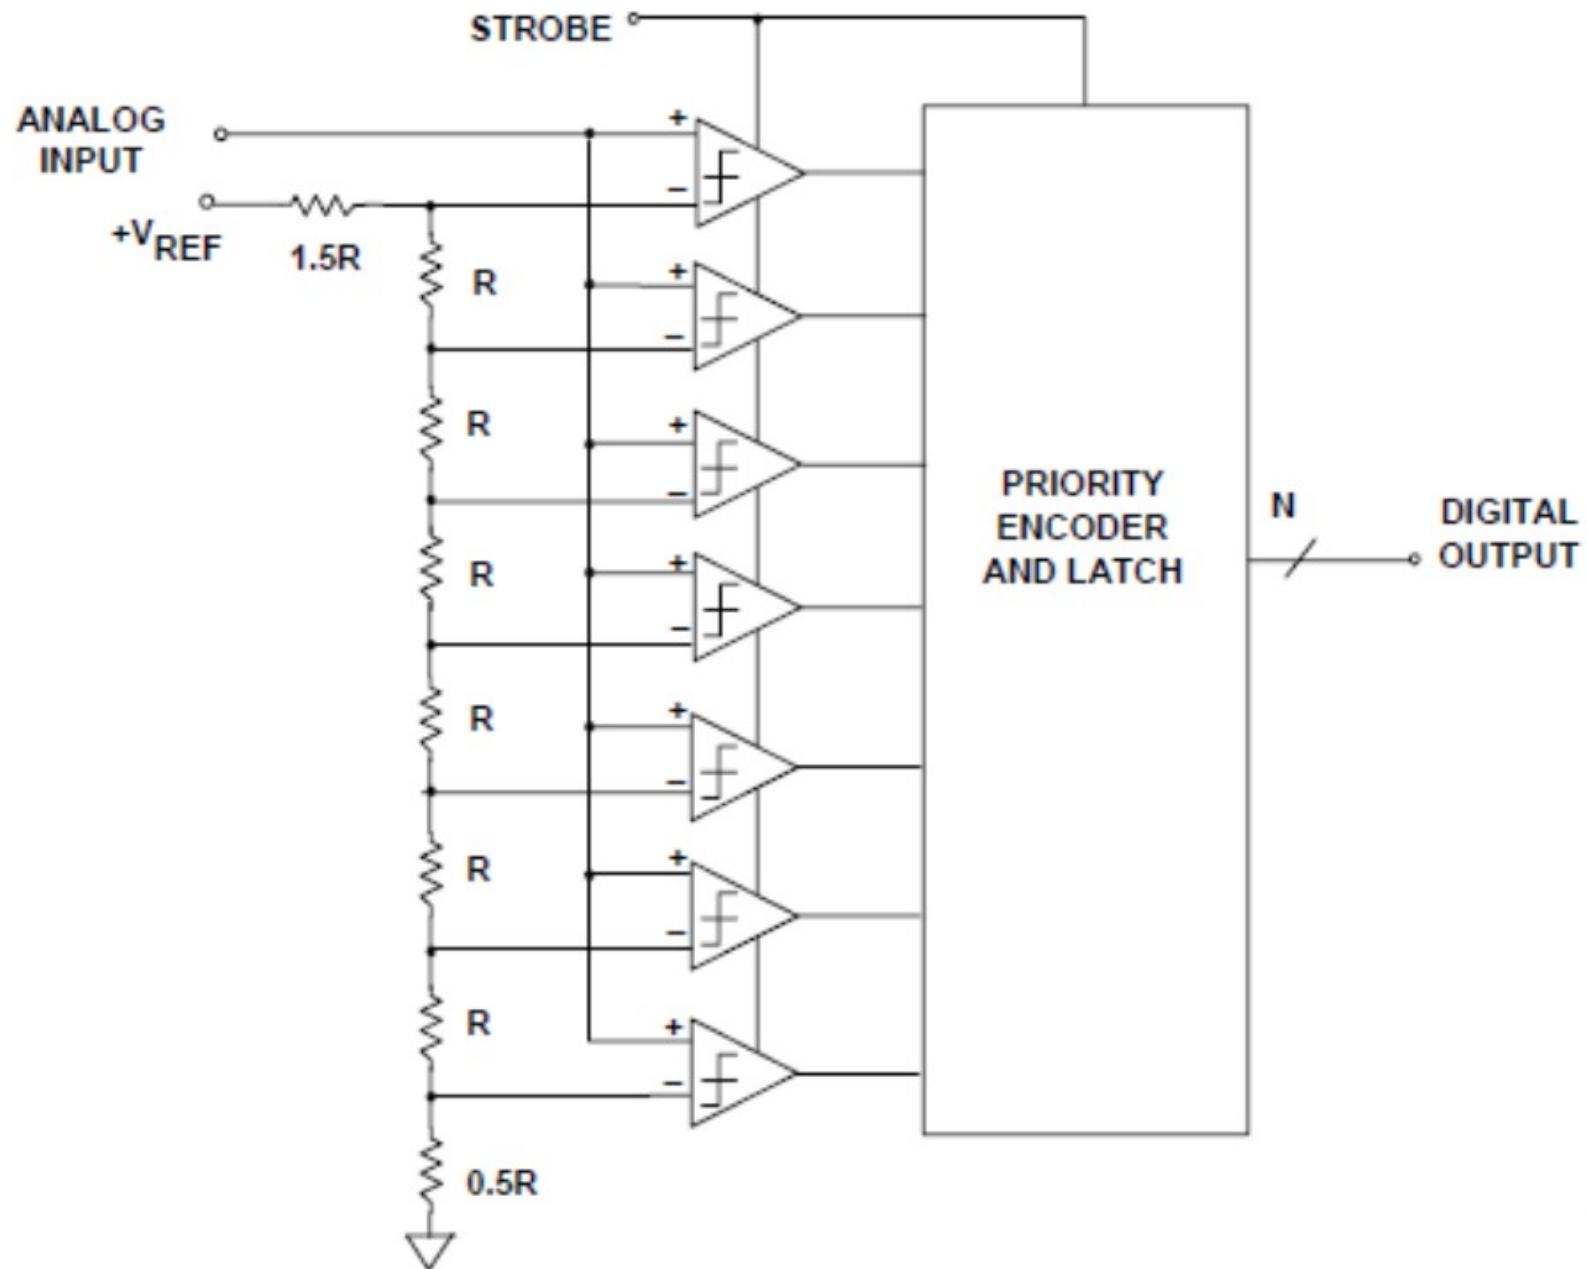 STROBE
ANALOG
INPUT
+VREF
1.5R
+
−
R
+
−
R
+
−
R
+
−
R
+
−
R
+
−
R
+
−
0.5R
PRIORITY
ENCODER
AND LATCH
N
DIGITAL
OUTPUT